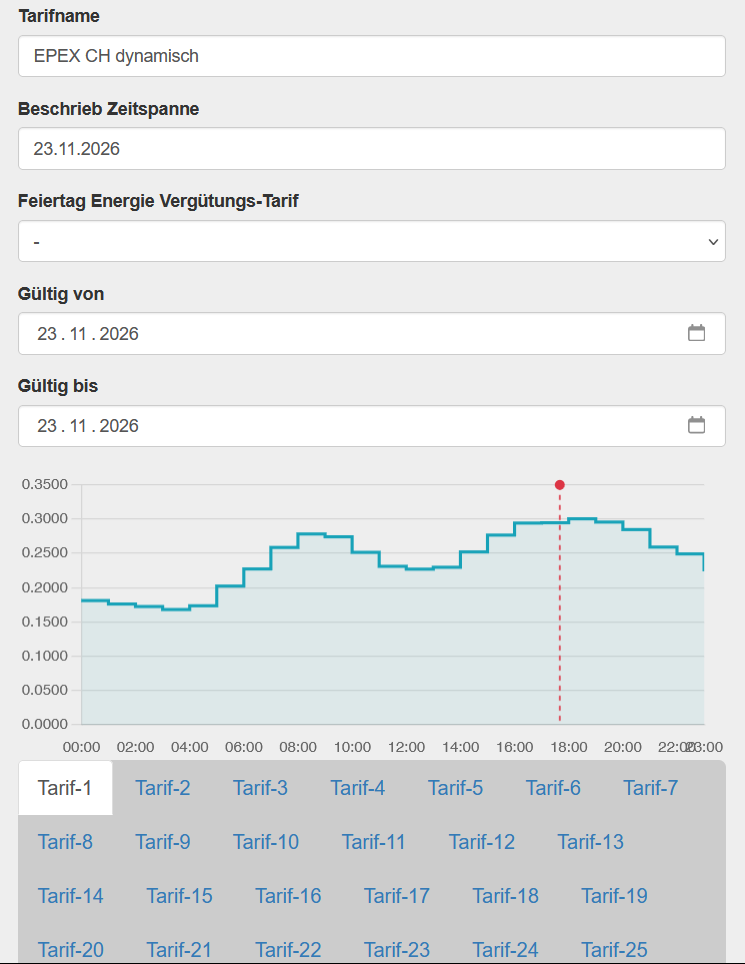 Tarifname
EPEX CH dynamisch
Beschrieb Zeitspanne
23.11.2026
Feiertag Energie Vergütungs-Tarif
-
Gültig von
23 . 11 . 2026
Gültig bis
23 . 11 . 2026
0.3500
0.3000
0.2500
0.2000
0.1500
0.1000
0.0500
0.0000
00:00 02:00 04:00 06:00 08:00 10:00 12:00 14:00 16:00 18:00 20:00 22:00 23:00
Tarif-1 Tarif-2 Tarif-3 Tarif-4 Tarif-5 Tarif-6 Tarif-7
Tarif-8 Tarif-9 Tarif-10 Tarif-11 Tarif-12 Tarif-13
Tarif-14 Tarif-15 Tarif-16 Tarif-17 Tarif-18 Tarif-19
Tarif-20 Tarif-21 Tarif-22 Tarif-23 Tarif-24 Tarif-25